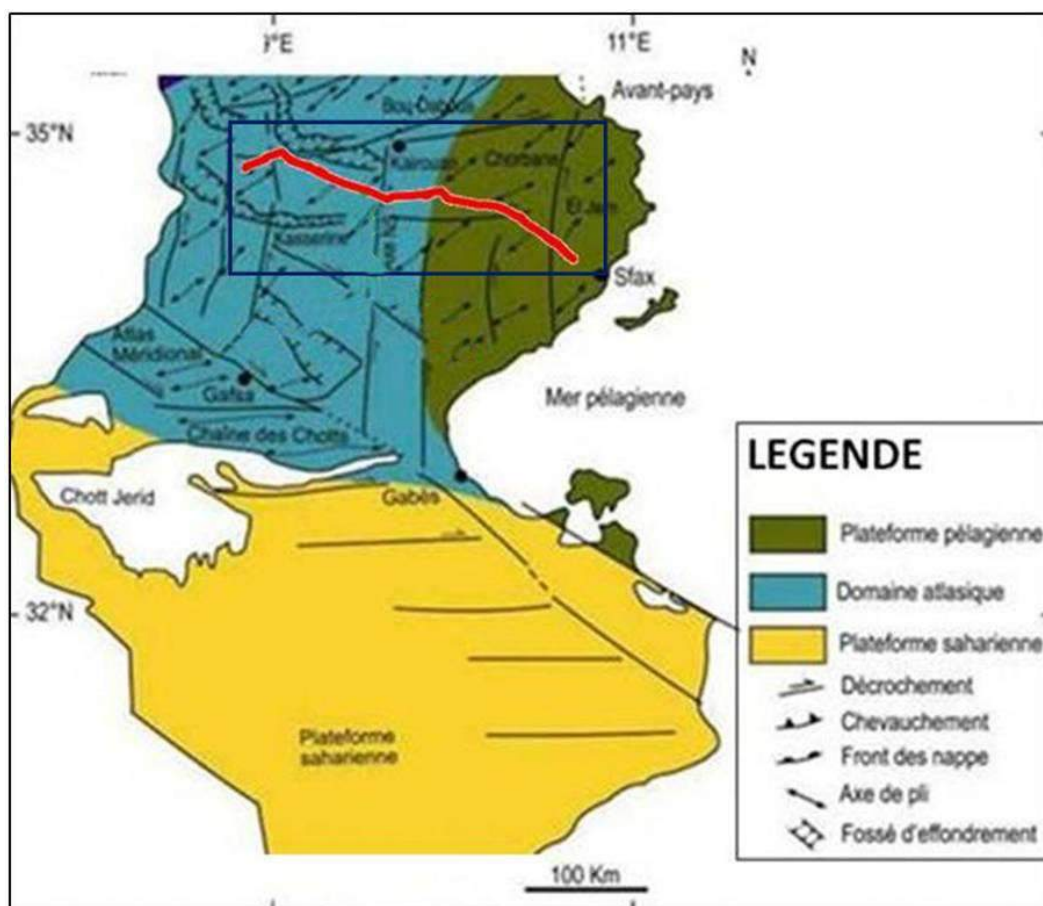 11°E
N
Avant-pays
35°N
Kairouan
Chorbane
El Jem
Kasserine
Axe NS
Sfax
Atlas
Méridional
Gafsa
Mer pélagienne
Chaîne des Chotts
LEGENDE
Chott Jerid
Gabès
Plateforme pélagienne
Domaine atlasique
32°N
Plateforme saharienne
Décrochement
Chevauchement
Plateforme
saharienne
Front des nappe
Axe de pli
Fossé d'effondrement
100 Km